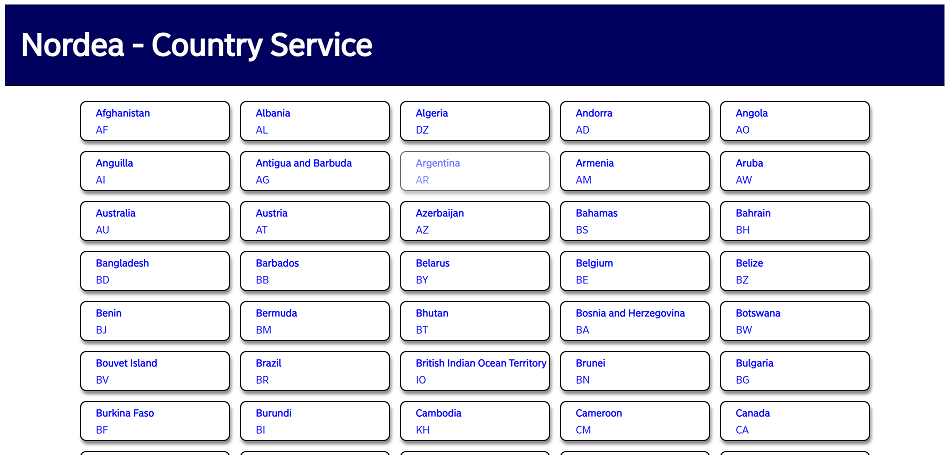 Nordea - Country Service
Afghanistan
AF
Albania
AL
Algeria
DZ
Andorra
AD
Angola
AO
Anguilla
AI
Antigua and Barbuda
AG
Argentina
AR
Armenia
AM
Aruba
AW
Australia
AU
Austria
AT
Azerbaijan
AZ
Bahamas
BS
Bahrain
BH
Bangladesh
BD
Barbados
BB
Belarus
BY
Belgium
BE
Belize
BZ
Benin
BJ
Bermuda
BM
Bhutan
BT
Bosnia and Herzegovina
BA
Botswana
BW
Bouvet Island
BV
Brazil
BR
British Indian Ocean Territory
IO
Brunei
BN
Bulgaria
BG
Burkina Faso
BF
Burundi
BI
Cambodia
KH
Cameroon
CM
Canada
CA